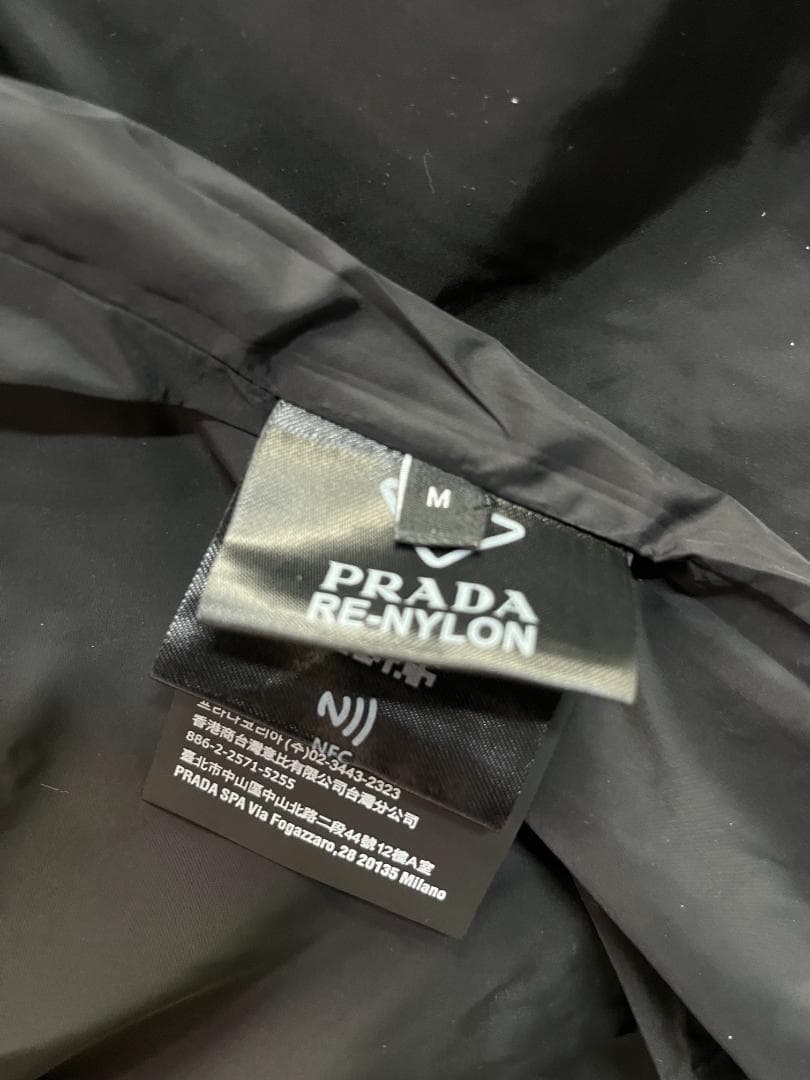 M
PRADA
RE-NYLON
NFC
프라다코리아(수)02-3443-2323
香港商台灣意比有限公司台灣分公司
886-2-2571-5255
臺北市中山區中山北路二段44號12樓A室
PRADA SPA Via Fogazzaro,28 20135 Milano